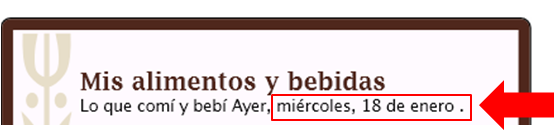 Mis alimentos y bebidas
Lo que comí y bebí Ayer, miércoles, 18 de enero .